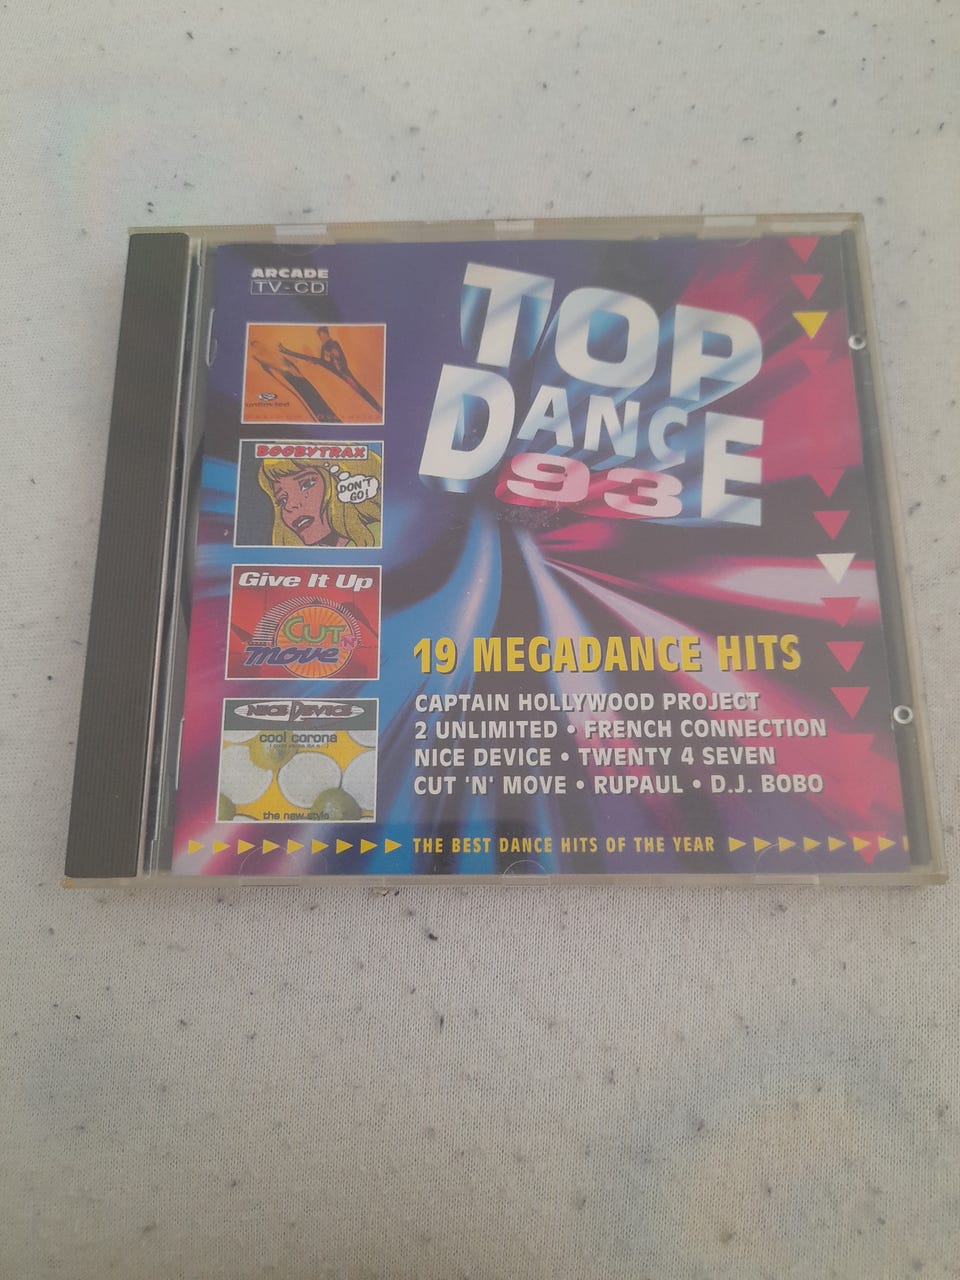 ARCADE
TV-CD
TOP
DANCE
93
unlimited
BOOBYTRAX
DON'T
GO!
Give It Up
CUT
'N'
move
NICE DEVICE
cool corona
the new style
19 MEGADANCE HITS
CAPTAIN HOLLYWOOD PROJECT
2 UNLIMITED • FRENCH CONNECTION
NICE DEVICE • TWENTY 4 SEVEN
CUT 'N' MOVE • RUPAUL • D.J. BOBO
THE BEST DANCE HITS OF THE YEAR